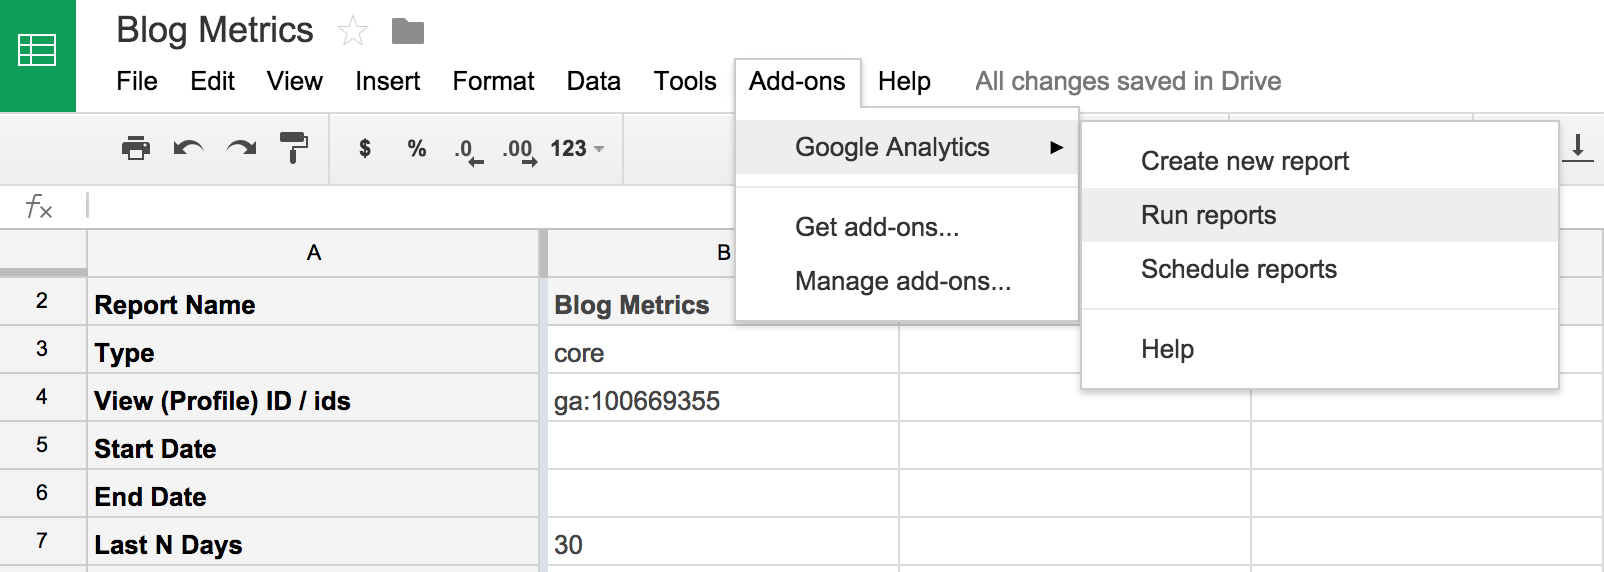 Blog Metrics
File Edit View Insert Format Data Tools Add-ons Help All changes saved in Drive
$ % .0 .00 123
Google Analytics
Get add-ons...
Manage add-ons...
Create new report
Run reports
Schedule reports
Help
fx
A B
2 Report Name Blog Metrics
3 Type core
4 View (Profile) ID / ids ga:100669355
5 Start Date
6 End Date
7 Last N Days 30